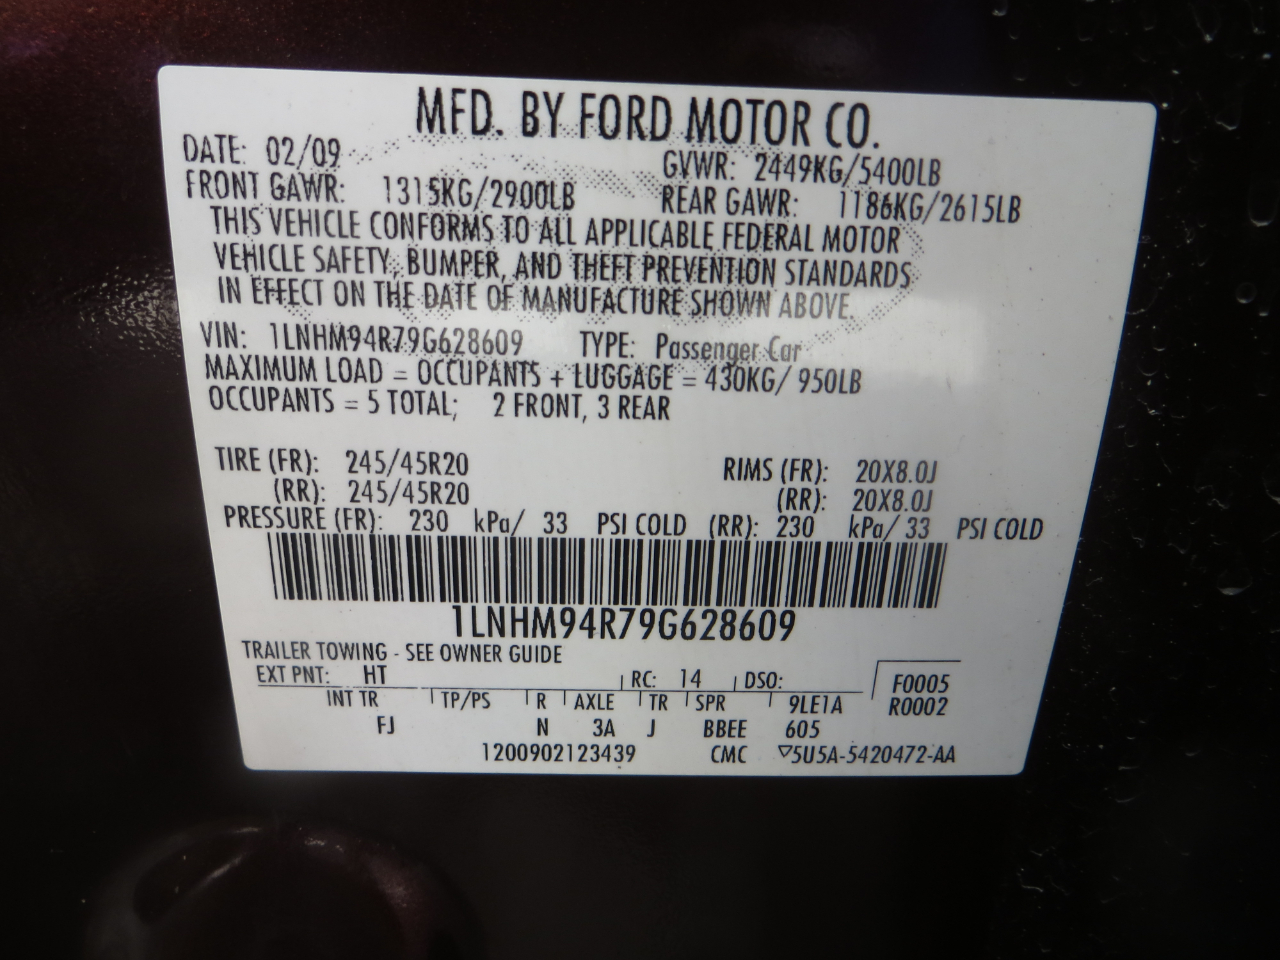 MFD. BY FORD MOTOR CO.
DATE: 02/09 GVWR: 2449KG/5400LB
FRONT GAWR: 1315KG/2900LB REAR GAWR: 1186KG/2615LB
THIS VEHICLE CONFORMS TO ALL APPLICABLE FEDERAL MOTOR
VEHICLE SAFETY, BUMPER, AND THEFT PREVENTION STANDARDS
IN EFFECT ON THE DATE OF MANUFACTURE SHOWN ABOVE.
VIN: 1LNHM94R79G628609 TYPE: Passenger Car
MAXIMUM LOAD = OCCUPANTS + LUGGAGE = 430KG/ 950LB
OCCUPANTS = 5 TOTAL; 2 FRONT, 3 REAR
TIRE (FR): 245/45R20 RIMS (FR): 20X8.0J
(RR): 245/45R20 (RR): 20X8.0J
PRESSURE (FR): 230 kPa/ 33 PSI COLD (RR): 230 kPa/ 33 PSI COLD
1LNHM94R79G628609
TRAILER TOWING - SEE OWNER GUIDE
EXT PNT: HT RC: 14 DSO: F0005
INT TR TP/PS R AXLE TR SPR 9LE1A R0002
FJ N 3A J BBEE 605
1200902123439 CMC ▽5U5A-5420472-AA